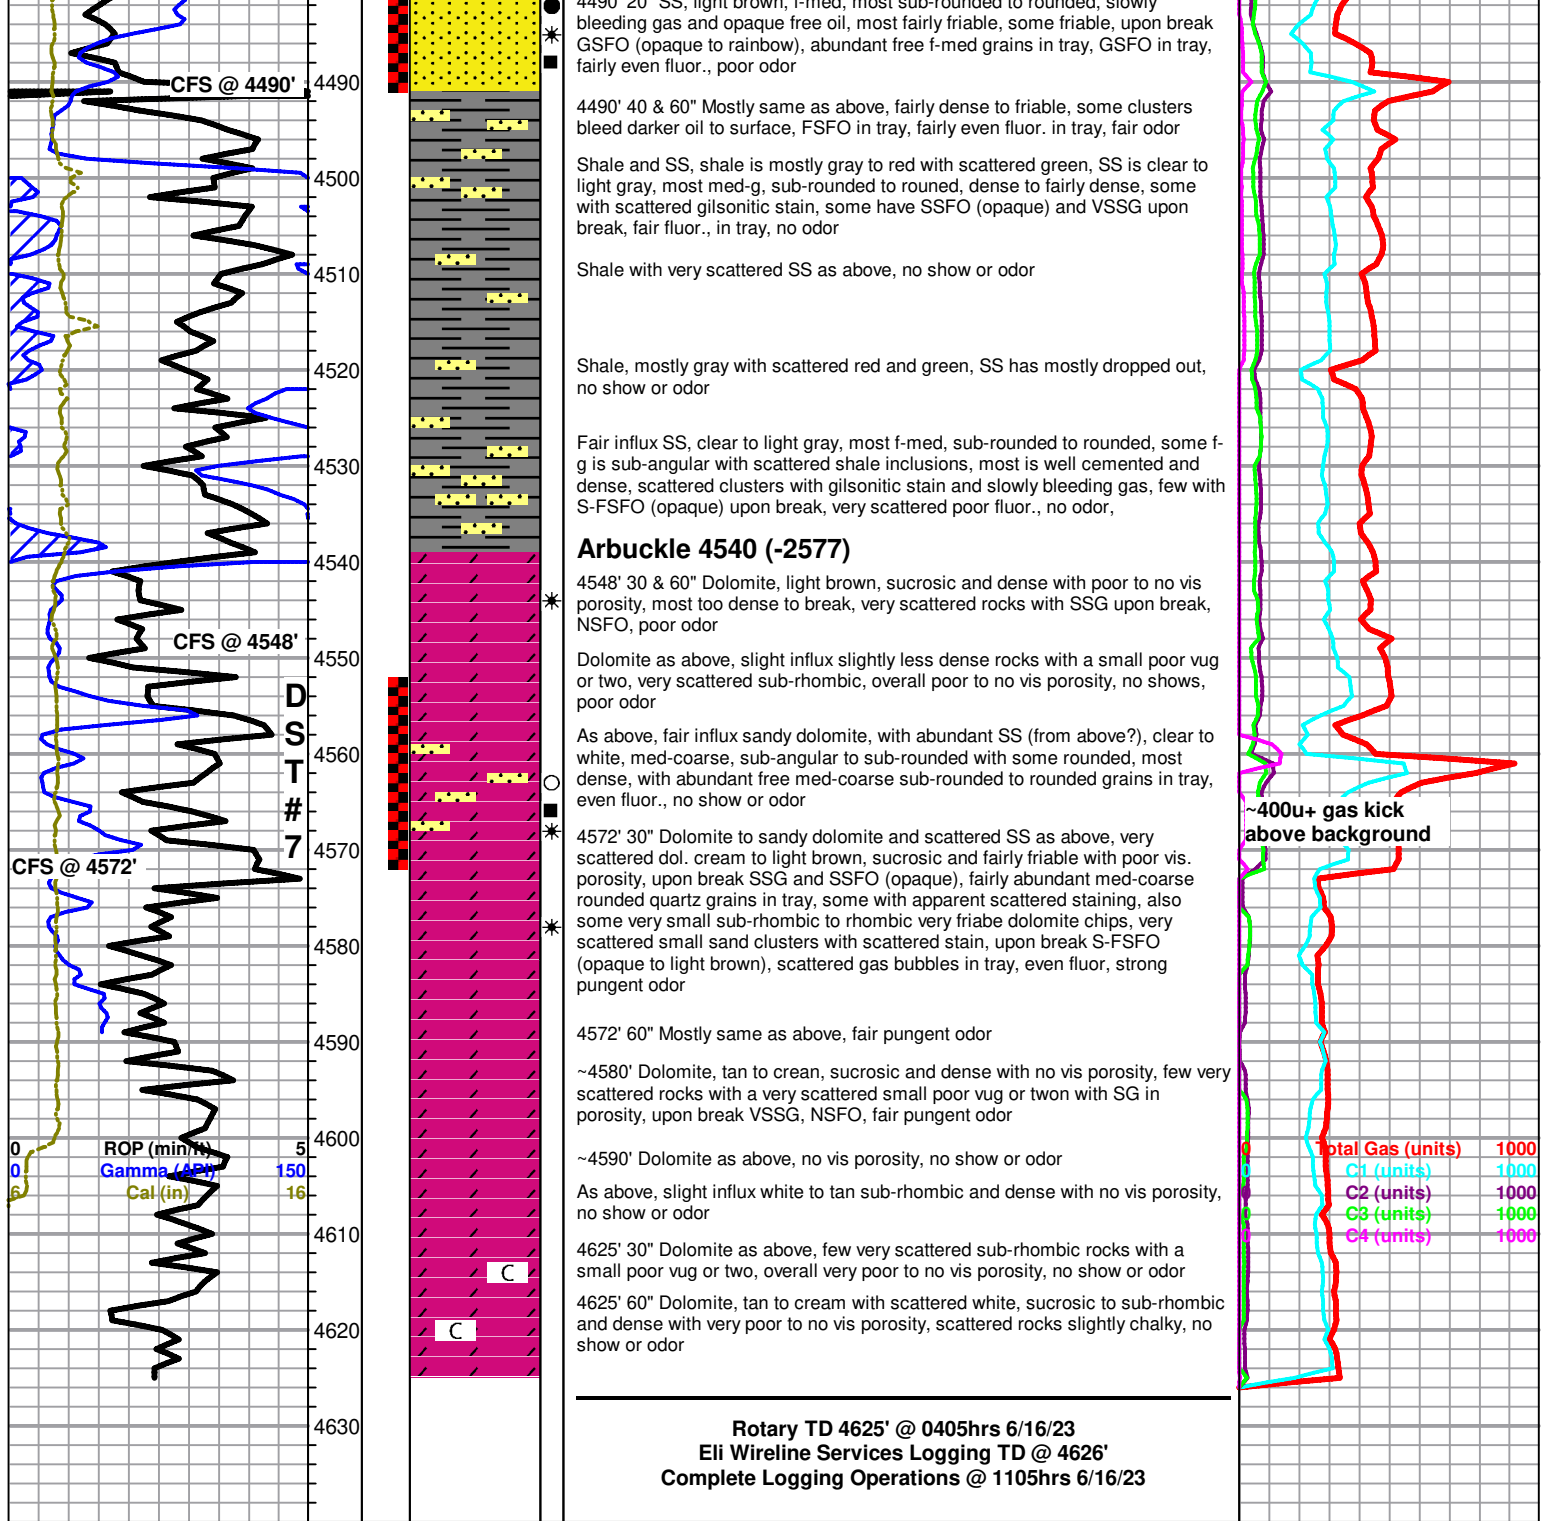 4490' 20" SS, light brown, f-med, most sub-rounded to rounded, slowly
bleeding gas and opaque free oil, most fairly friable, some friable, upon break
GSFO (opaque to rainbow), abundant free f-med grains in tray, GSFO in tray,
fairly even fluor., poor odor
CFS @ 4490'
4490
4490' 40 & 60" Mostly same as above, fairly dense to friable, some clusters
bleed darker oil to surface, FSFO in tray, fairly even fluor. in tray, fair odor
Shale and SS, shale is mostly gray to red with scattered green, SS is clear to
light gray, most med-g, sub-rounded to rouned, dense to fairly dense, some
with scattered gilsonitic stain, some have SSFO (opaque) and VSSG upon
break, fair fluor., in tray, no odor
4500
Shale with very scattered SS as above, no show or odor
4510
Shale, mostly gray with scattered red and green, SS has mostly dropped out,
no show or odor
4520
Fair influx SS, clear to light gray, most f-med, sub-rounded to rounded, some f-
g is sub-angular with scattered shale inclusions, most is well cemented and
dense, scattered clusters with gilsonitic stain and slowly bleeding gas, few with
S-FSFO (opaque) upon break, very scattered poor fluor., no odor,
4530
Arbuckle 4540 (-2577)
4540
4548' 30 & 60" Dolomite, light brown, sucrosic and dense with poor to no vis
porosity, most too dense to break, very scattered rocks with SSG upon break,
NSFO, poor odor
CFS @ 4548'
4550
Dolomite as above, slight influx slightly less dense rocks with a small poor vug
or two, very scattered sub-rhombic, overall poor to no vis porosity, no shows,
poor odor
D
S
T
#
7
As above, fair influx sandy dolomite, with abundant SS (from above?), clear to
white, med-coarse, sub-angular to sub-rounded with some rounded, most
dense, with abundant free med-coarse sub-rounded to rounded grains in tray,
even fluor., no show or odor
4560
~400u+ gas kick
above background
4572' 30" Dolomite to sandy dolomite and scattered SS as above, very
scattered dol. cream to light brown, sucrosic and fairly friable with poor vis.
porosity, upon break SSG and SSFO (opaque), fairly abundant med-coarse
rounded quartz grains in tray, some with apparent scattered staining, also
some very small sub-rhombic to rhombic very friabe dolomite chips, very
scattered small sand clusters with scattered stain, upon break S-FSFO
(opaque to light brown), scattered gas bubbles in tray, even fluor, strong
pungent odor
4570
CFS @ 4572'
4580
4572' 60" Mostly same as above, fair pungent odor
4590
~4580' Dolomite, tan to crean, sucrosic and dense with no vis porosity, few very
scattered rocks with a very scattered small poor vug or twon with SG in
porosity, upon break VSSG, NSFO, fair pungent odor
4600
0 ROP (min/ft) 5
0 Gamma (API) 150
6 Cal (in) 16
~4590' Dolomite as above, no vis porosity, no show or odor
0 Total Gas (units) 1000
0 C1 (units) 1000
0 C2 (units) 1000
0 C3 (units) 1000
0 C4 (units) 1000
As above, slight influx white to tan sub-rhombic and dense with no vis porosity,
no show or odor
4610
4625' 30" Dolomite as above, few very scattered sub-rhombic rocks with a
small poor vug or two, overall very poor to no vis porosity, no show or odor
C
4625' 60" Dolomite, tan to cream with scattered white, sucrosic to sub-rhombic
and dense with very poor to no vis porosity, scattered rocks slightly chalky, no
show or odor
C
4620
4630
Rotary TD 4625' @ 0405hrs 6/16/23
Eli Wireline Services Logging TD @ 4626'
Complete Logging Operations @ 1105hrs 6/16/23